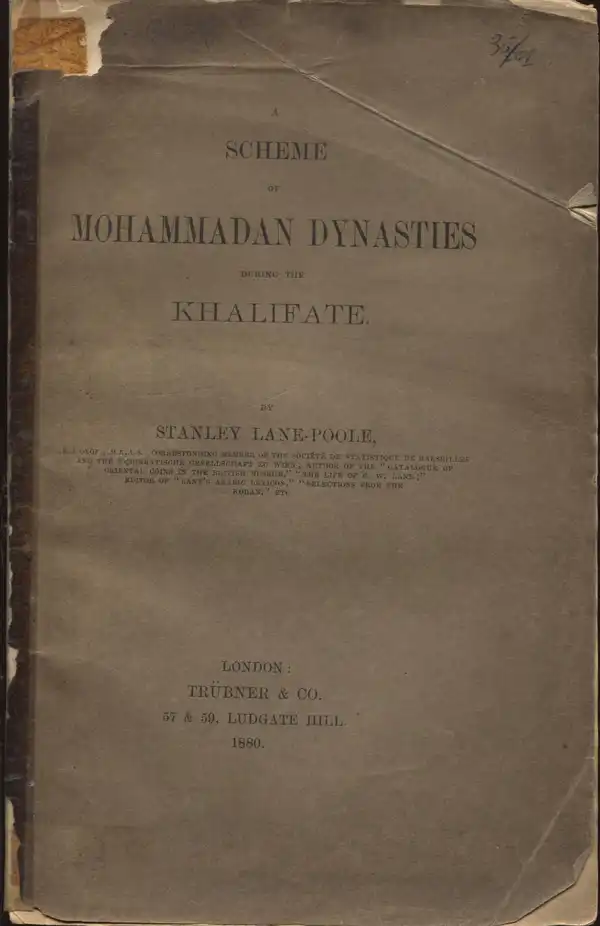 A
SCHEME
OF
MOHAMMADAN DYNASTIES
DURING THE
KHALIFATE.
BY
STANLEY LANE-POOLE,
CORRESPONDING MEMBER OF THE SOCIÉTÉ DE STATISTIQUE DE MARSEILLES
AND THE NUMISMATISCHE GESELLSCHAFT ZU WIEN; AUTHOR OF THE "CATALOGUE OF
ORIENTAL COINS IN THE BRITISH MUSEUM," "THE LIFE OF E. W. LANE;"
EDITOR OF "LANE'S ARABIC LEXICON," "SELECTIONS FROM THE
KORAN," ETC.
LONDON:
TRÜBNER & CO.
57 & 59, LUDGATE HILL.
1880.